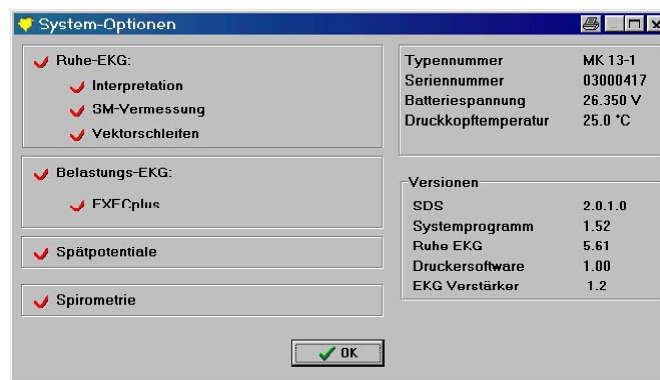 System-Optionen
Ruhe-EKG:
Interpretation
SM-Vermessung
Vektorschleifen
Belastungs-EKG:
EXECplus
Spätpotentiale
Spirometrie
Typennummer MK 13-1
Seriennummer 03000417
Batteriespannung 26.350 V
Druckkopftemperatur 25.0 °C
Versionen
SDS 2.0.1.0
Systemprogramm 1.52
Ruhe EKG 5.61
Druckersoftware 1.00
EKG Verstärker 1.2
OK